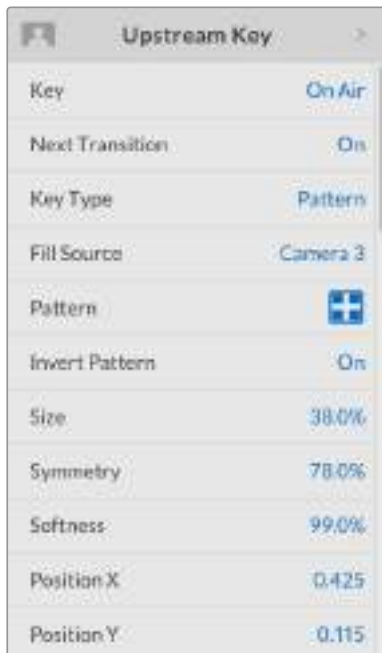 Upstream Key
Key On Air
Next Transition On
Key Type Pattern
Fill Source Camera 3
Pattern
Invert Pattern On
Size 38.0%
Symmetry 78.0%
Softness 99.0%
Position X 0.425
Position Y 0.115